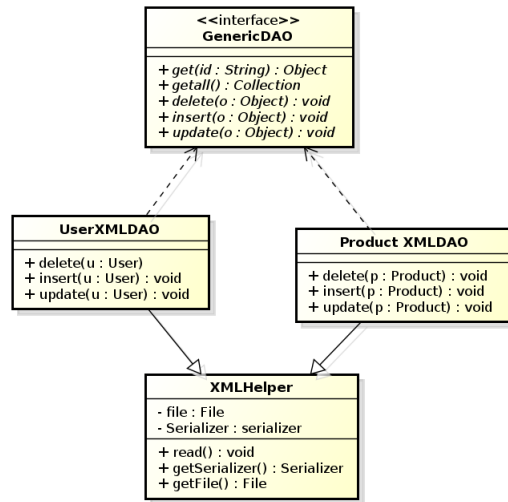 <<interface>>
GenericDAO
+ get(id : String) : Object
+ getall() : Collection
+ delete(o : Object) : void
+ insert(o : Object) : void
+ update(o : Object) : void
UserXMLDAO
+ delete(u : User)
+ insert(u : User) : void
+ update(u : User) : void
Product XMLDAO
+ delete(p : Product) : void
+ insert(p : Product) : void
+ update(p : Product) : void
XMLHelper
- file : File
- Serializer : serializer
+ read() : void
+ getSerializer() : Serializer
+ getFile() : File